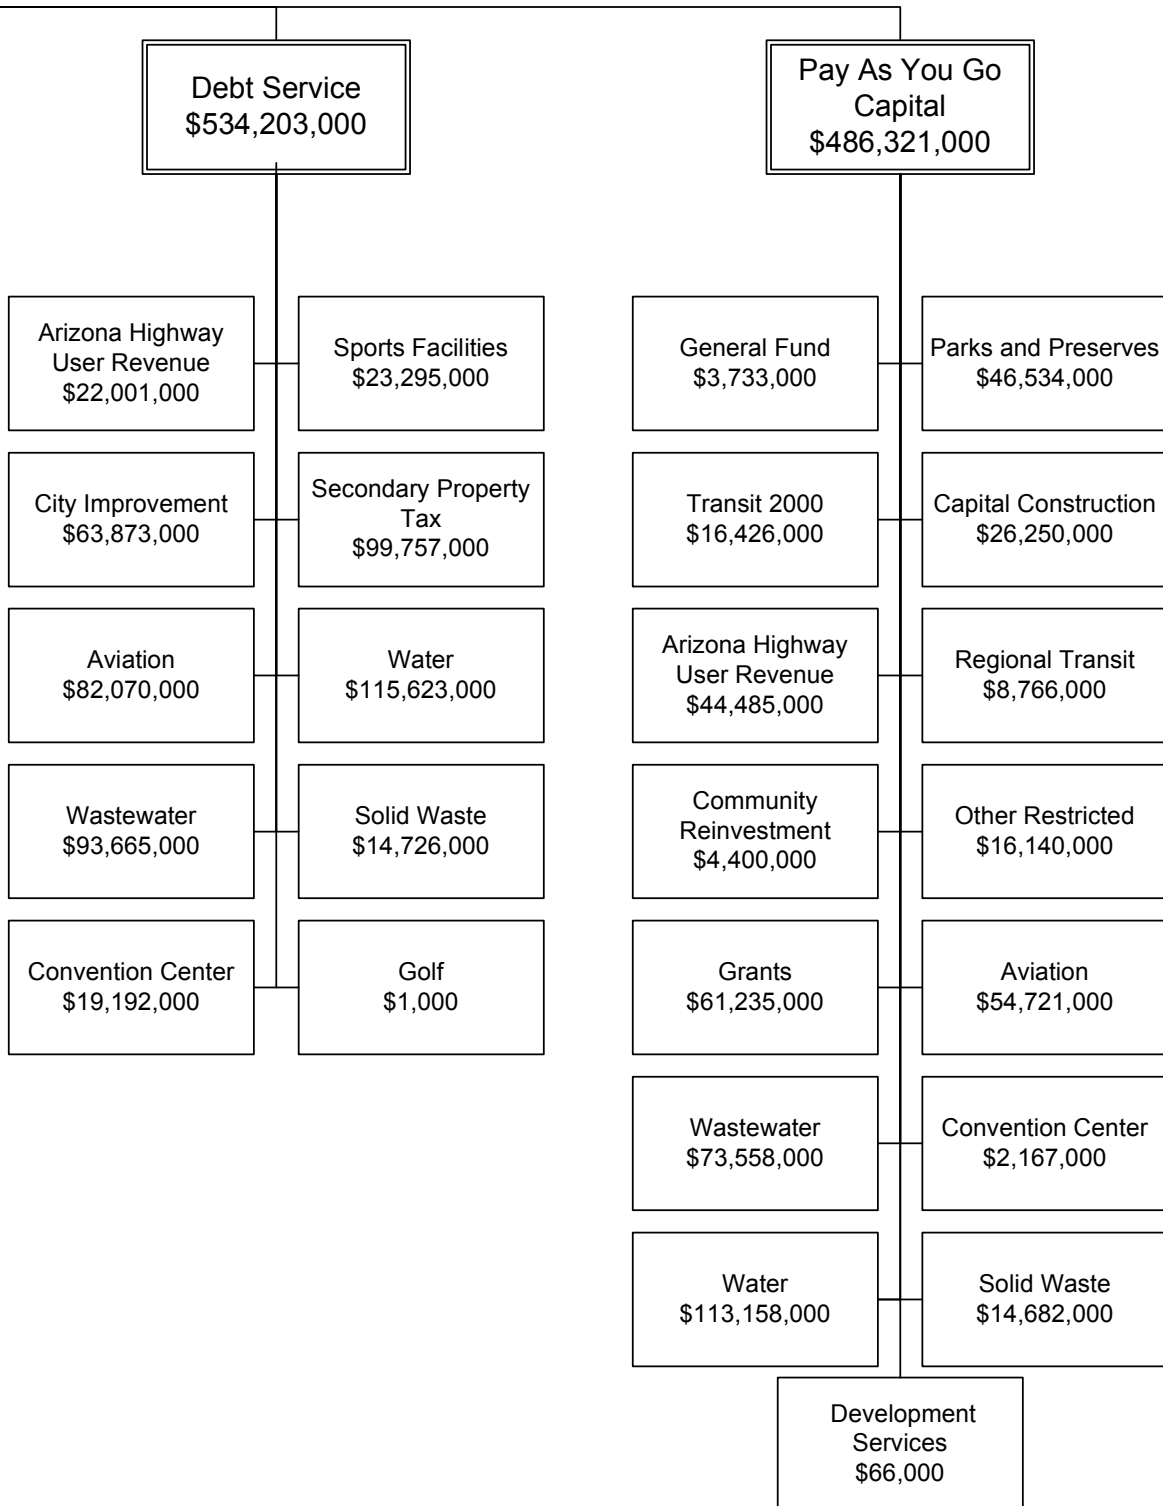 Debt Service
$534,203,000
Pay As You Go
Capital
$486,321,000
Arizona Highway
User Revenue
$22,001,000
Sports Facilities
$23,295,000
City Improvement
$63,873,000
Secondary Property
Tax
$99,757,000
Aviation
$82,070,000
Water
$115,623,000
Wastewater
$93,665,000
Solid Waste
$14,726,000
Convention Center
$19,192,000
Golf
$1,000
General Fund
$3,733,000
Parks and Preserves
$46,534,000
Transit 2000
$16,426,000
Capital Construction
$26,250,000
Arizona Highway
User Revenue
$44,485,000
Regional Transit
$8,766,000
Community
Reinvestment
$4,400,000
Other Restricted
$16,140,000
Grants
$61,235,000
Aviation
$54,721,000
Wastewater
$73,558,000
Convention Center
$2,167,000
Water
$113,158,000
Solid Waste
$14,682,000
Development
Services
$66,000